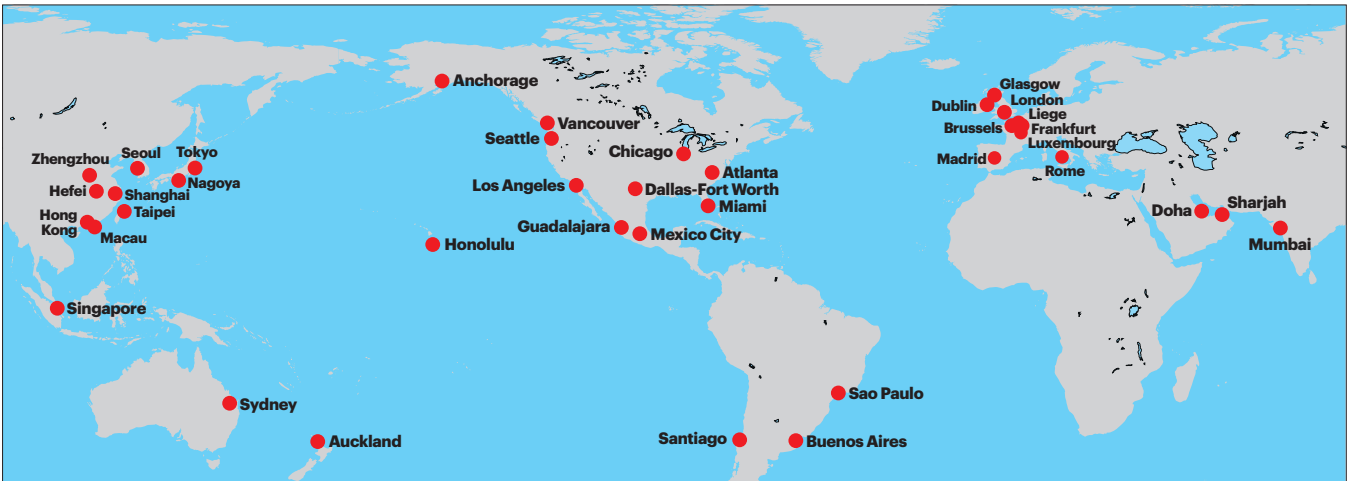 Anchorage
Glasgow
London
Dublin
Liege
Brussels
Frankfurt
Luxembourg
Vancouver
Seattle
Chicago
Madrid
Rome
Zhengzhou
Seoul
Tokyo
Hefei
Nagoya
Shanghai
Taipei
Hong
Kong
Macau
Los Angeles
Atlanta
Dallas-Fort Worth
Miami
Guadalajara
Mexico City
Honolulu
Doha
Sharjah
Mumbai
Singapore
Sydney
Auckland
Sao Paulo
Santiago
Buenos Aires